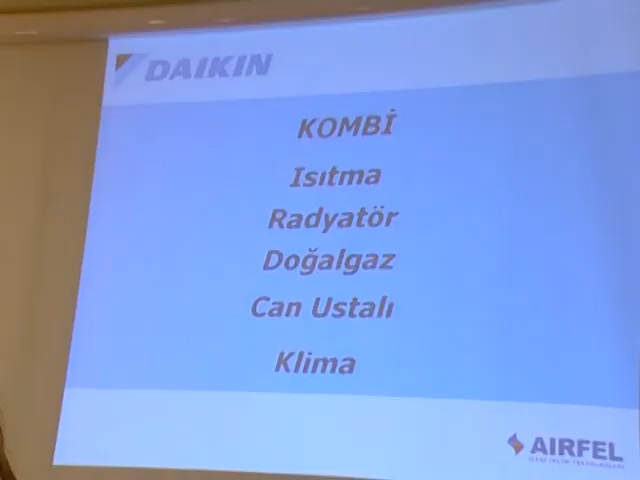 DAIKIN
KOMBİ
Isıtma
Radyatör
Doğalgaz
Can Ustalı
Klima
AIRFEL